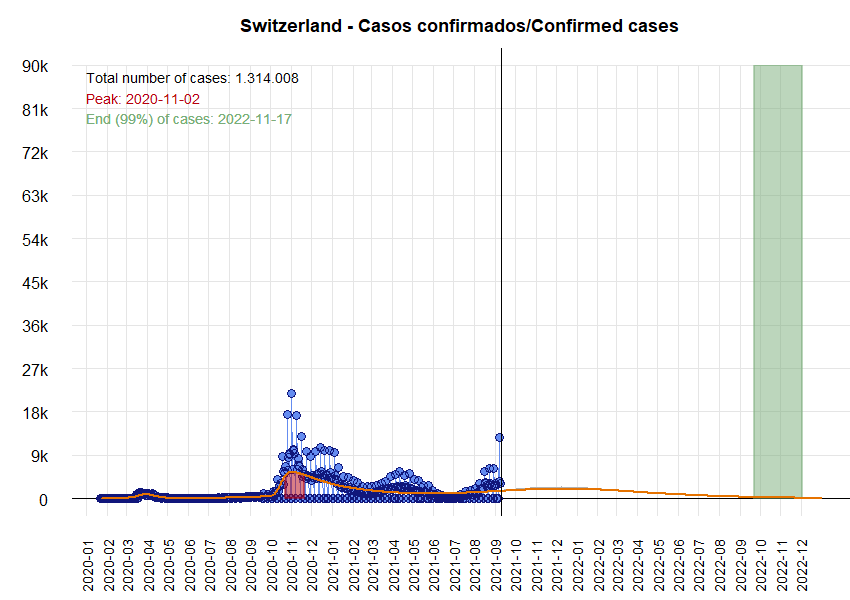 Switzerland - Casos confirmados/Confirmed cases
Total number of cases: 1.314.008
Peak: 2020-11-02
End (99%) of cases: 2022-11-17
90k
81k
72k
63k
54k
45k
36k
27k
18k
9k
0
2020-01
2020-02
2020-03
2020-04
2020-05
2020-06
2020-07
2020-08
2020-09
2020-10
2020-11
2020-12
2021-01
2021-02
2021-03
2021-04
2021-05
2021-06
2021-07
2021-08
2021-09
2021-10
2021-11
2021-12
2022-01
2022-02
2022-03
2022-04
2022-05
2022-06
2022-07
2022-08
2022-09
2022-10
2022-11
2022-12